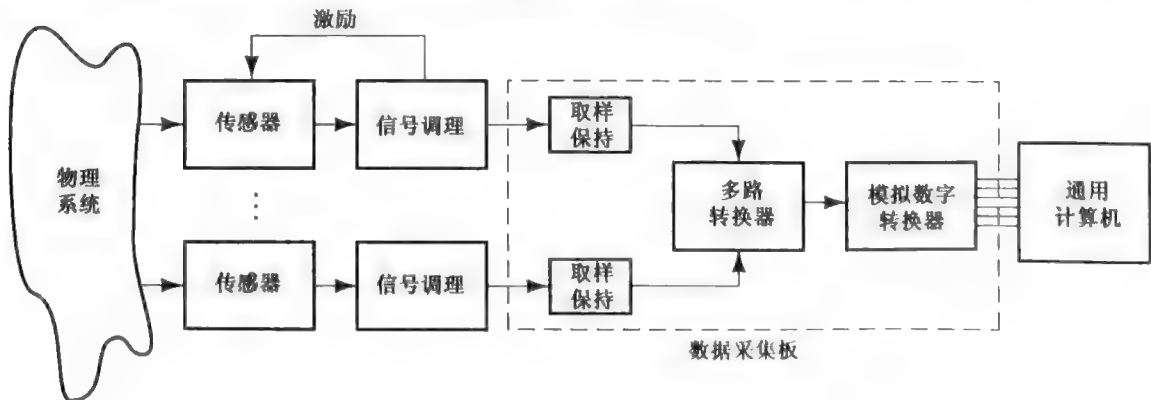 激励
传感器
信号调理
取样
保持
物理
系统
多路
转换器
模拟数字
转换器
通用
计算机
传感器
信号调理
取样
保持
数据采集板